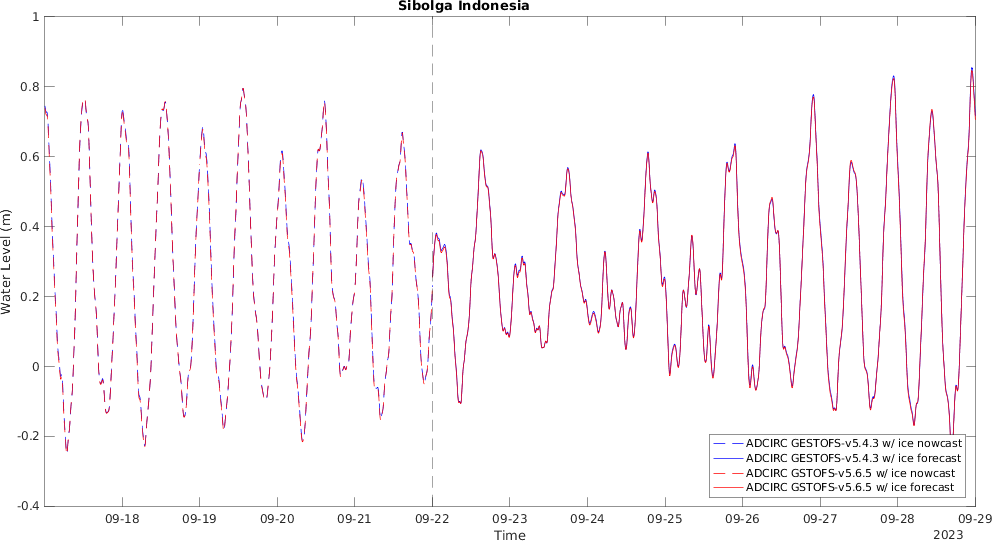 Sibolga Indonesia
1
0.8
0.6
0.4
0.2
0
-0.2
-0.4
Water Level (m)
ADCIRC GESTOFS-v5.4.3 w/ ice nowcast
ADCIRC GESTOFS-v5.4.3 w/ ice forecast
ADCIRC GSTOFS-v5.6.5 w/ ice nowcast
ADCIRC GSTOFS-v5.6.5 w/ ice forecast
09-18 09-19 09-20 09-21 09-22 09-23 09-24 09-25 09-26 09-27 09-28 09-29
Time
2023